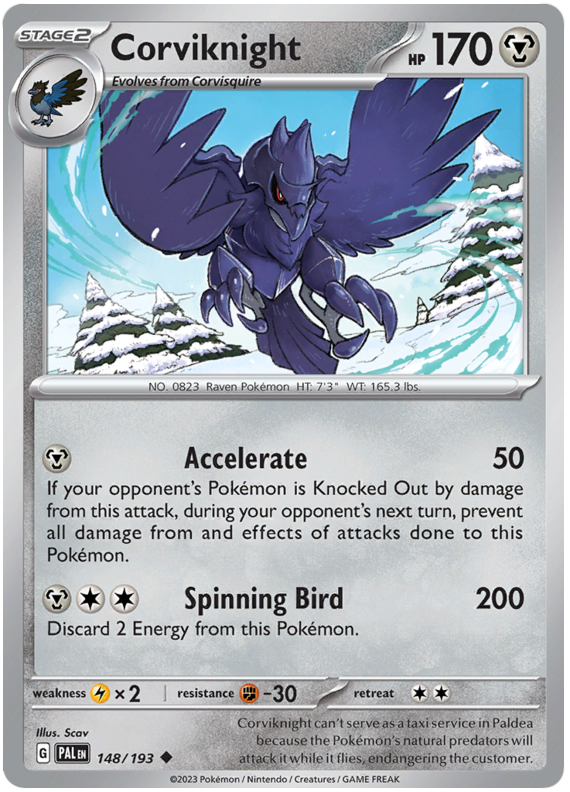 STAGE2
Corviknight
HP 170
Evolves from Corvisquire
NO. 0823 Raven Pokémon HT: 7'3" WT: 165.3 lbs.
Accelerate 50
If your opponent's Pokémon is Knocked Out by damage
from this attack, during your opponent's next turn, prevent
all damage from and effects of attacks done to this
Pokémon.
Spinning Bird 200
Discard 2 Energy from this Pokémon.
weakness ×2 resistance -30 retreat
Illus. Scav
G PAL EN 148/193
Corviknight can't serve as a taxi service in Paldea
because the Pokémon's natural predators will
attack it while it flies, endangering the customer.
©2023 Pokémon / Nintendo / Creatures / GAME FREAK